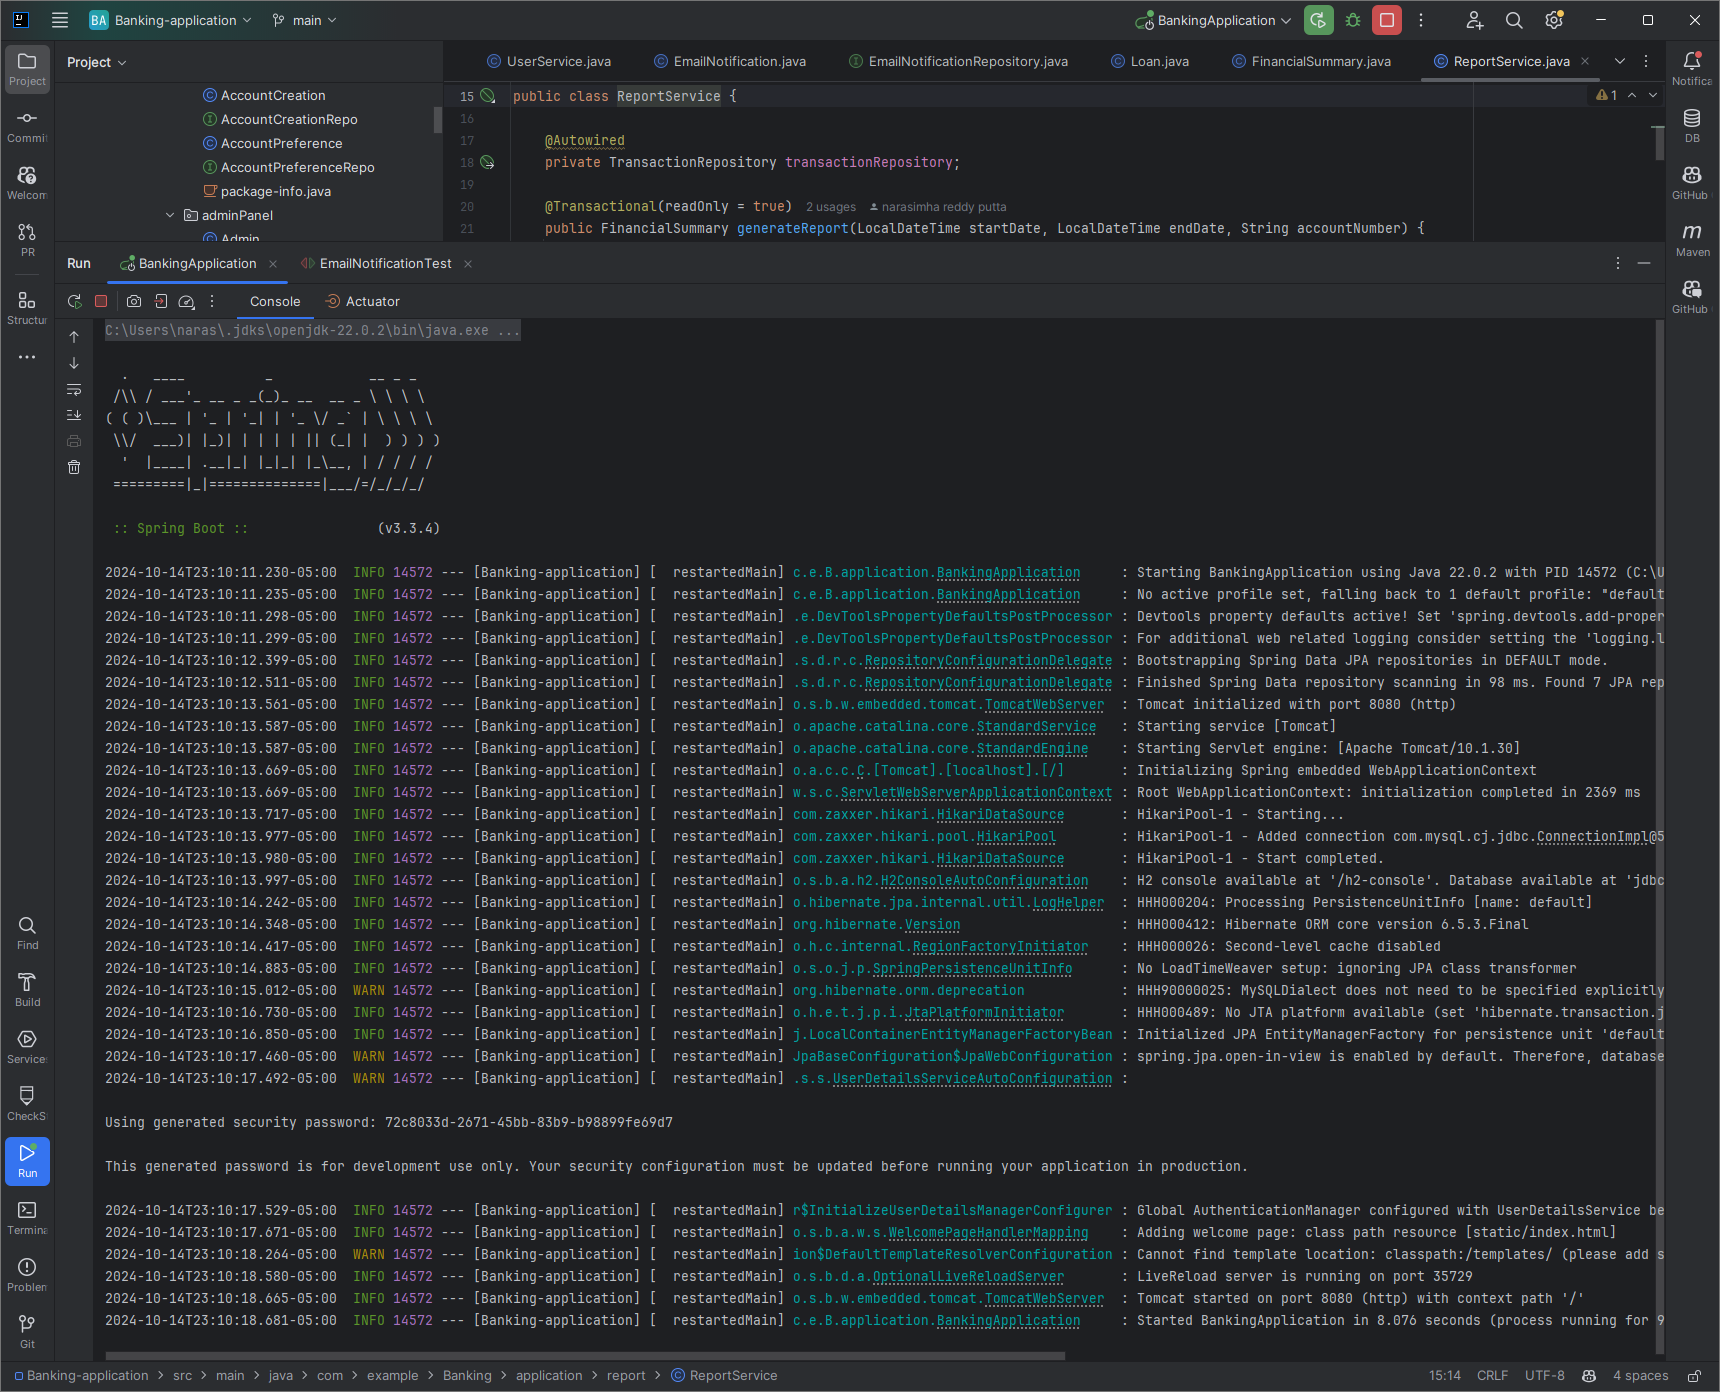 BA Banking-application main BankingApplication
Project
UserService.java EmailNotification.java EmailNotificationRepository.java Loan.java FinancialSummary.java ReportService.java
Project
Commit
Welcom
PR
Structur
AccountCreation
AccountCreationRepo
AccountPreference
AccountPreferenceRepo
package-info.java
adminPanel
Admin
15 public class ReportService {
16
17 @Autowired
18 private TransactionRepository transactionRepository;
19
20 @Transactional(readOnly = true) 2 usages narasimha reddy putta
21 public FinancialSummary generateReport(LocalDateTime startDate, LocalDateTime endDate, String accountNumber) {
1
Notifica
DB
GitHub
Maven
GitHub
Run BankingApplication EmailNotificationTest
Console Actuator
C:\Users\naras\.jdks\openjdk-22.0.2\bin\java.exe ...
  .   ____          _            __ _ _
 /\\ / ___'_ __ _ _(_)_ __  __ _ \ \ \ \
( ( )\___ | '_ | '_| | '_ \/ _` | \ \ \ \
 \\/  ___)| |_)| | | | | || (_| |  ) ) ) )
  '  |____| .__|_| |_|_| |_\__, | / / / /
 =========|_|==============|___/=/_/_/_/
:: Spring Boot :: (v3.3.4)
2024-10-14T23:10:11.230-05:00 INFO 14572 --- [Banking-application] [ restartedMain] c.e.B.application.BankingApplication : Starting BankingApplication using Java 22.0.2 with PID 14572 (C:\U
2024-10-14T23:10:11.235-05:00 INFO 14572 --- [Banking-application] [ restartedMain] c.e.B.application.BankingApplication : No active profile set, falling back to 1 default profile: "default
2024-10-14T23:10:11.298-05:00 INFO 14572 --- [Banking-application] [ restartedMain] .e.DevToolsPropertyDefaultsPostProcessor : Devtools property defaults active! Set 'spring.devtools.add-proper
2024-10-14T23:10:11.299-05:00 INFO 14572 --- [Banking-application] [ restartedMain] .e.DevToolsPropertyDefaultsPostProcessor : For additional web related logging consider setting the 'logging.l
2024-10-14T23:10:12.399-05:00 INFO 14572 --- [Banking-application] [ restartedMain] .s.d.r.c.RepositoryConfigurationDelegate : Bootstrapping Spring Data JPA repositories in DEFAULT mode.
2024-10-14T23:10:12.511-05:00 INFO 14572 --- [Banking-application] [ restartedMain] .s.d.r.c.RepositoryConfigurationDelegate : Finished Spring Data repository scanning in 98 ms. Found 7 JPA rep
2024-10-14T23:10:13.561-05:00 INFO 14572 --- [Banking-application] [ restartedMain] o.s.b.w.embedded.tomcat.TomcatWebServer : Tomcat initialized with port 8080 (http)
2024-10-14T23:10:13.587-05:00 INFO 14572 --- [Banking-application] [ restartedMain] o.apache.catalina.core.StandardService : Starting service [Tomcat]
2024-10-14T23:10:13.587-05:00 INFO 14572 --- [Banking-application] [ restartedMain] o.apache.catalina.core.StandardEngine : Starting Servlet engine: [Apache Tomcat/10.1.30]
2024-10-14T23:10:13.669-05:00 INFO 14572 --- [Banking-application] [ restartedMain] o.a.c.c.C.[Tomcat].[localhost].[/] : Initializing Spring embedded WebApplicationContext
2024-10-14T23:10:13.669-05:00 INFO 14572 --- [Banking-application] [ restartedMain] w.s.c.ServletWebServerApplicationContext : Root WebApplicationContext: initialization completed in 2369 ms
2024-10-14T23:10:13.717-05:00 INFO 14572 --- [Banking-application] [ restartedMain] com.zaxxer.hikari.HikariDataSource : HikariPool-1 - Starting...
2024-10-14T23:10:13.977-05:00 INFO 14572 --- [Banking-application] [ restartedMain] com.zaxxer.hikari.pool.HikariPool : HikariPool-1 - Added connection com.mysql.cj.jdbc.ConnectionImpl@5
2024-10-14T23:10:13.980-05:00 INFO 14572 --- [Banking-application] [ restartedMain] com.zaxxer.hikari.HikariDataSource : HikariPool-1 - Start completed.
2024-10-14T23:10:13.997-05:00 INFO 14572 --- [Banking-application] [ restartedMain] o.s.b.a.h2.H2ConsoleAutoConfiguration : H2 console available at '/h2-console'. Database available at 'jdbc
2024-10-14T23:10:14.242-05:00 INFO 14572 --- [Banking-application] [ restartedMain] o.hibernate.jpa.internal.util.LogHelper : HHH000204: Processing PersistenceUnitInfo [name: default]
2024-10-14T23:10:14.348-05:00 INFO 14572 --- [Banking-application] [ restartedMain] org.hibernate.Version : HHH000412: Hibernate ORM core version 6.5.3.Final
2024-10-14T23:10:14.417-05:00 INFO 14572 --- [Banking-application] [ restartedMain] o.h.c.internal.RegionFactoryInitiator : HHH000026: Second-level cache disabled
2024-10-14T23:10:14.883-05:00 INFO 14572 --- [Banking-application] [ restartedMain] o.s.o.j.p.SpringPersistenceUnitInfo : No LoadTimeWeaver setup: ignoring JPA class transformer
2024-10-14T23:10:15.012-05:00 WARN 14572 --- [Banking-application] [ restartedMain] org.hibernate.orm.deprecation : HHH90000025: MySQLDialect does not need to be specified explicitly
2024-10-14T23:10:16.730-05:00 INFO 14572 --- [Banking-application] [ restartedMain] o.h.e.t.j.p.i.JtaPlatformInitiator : HHH000489: No JTA platform available (set 'hibernate.transaction.j
2024-10-14T23:10:16.850-05:00 INFO 14572 --- [Banking-application] [ restartedMain] j.LocalContainerEntityManagerFactoryBean : Initialized JPA EntityManagerFactory for persistence unit 'default
2024-10-14T23:10:17.460-05:00 WARN 14572 --- [Banking-application] [ restartedMain] JpaBaseConfiguration$JpaWebConfiguration : spring.jpa.open-in-view is enabled by default. Therefore, database
2024-10-14T23:10:17.492-05:00 WARN 14572 --- [Banking-application] [ restartedMain] .s.s.UserDetailsServiceAutoConfiguration :
Using generated security password: 72c8033d-2671-45bb-83b9-b98899fe69d7
This generated password is for development use only. Your security configuration must be updated before running your application in production.
2024-10-14T23:10:17.529-05:00 INFO 14572 --- [Banking-application] [ restartedMain] r$InitializeUserDetailsManagerConfigurer : Global AuthenticationManager configured with UserDetailsService be
2024-10-14T23:10:17.671-05:00 INFO 14572 --- [Banking-application] [ restartedMain] o.s.b.a.w.s.WelcomePageHandlerMapping : Adding welcome page: class path resource [static/index.html]
2024-10-14T23:10:18.264-05:00 WARN 14572 --- [Banking-application] [ restartedMain] ion$DefaultTemplateResolverConfiguration : Cannot find template location: classpath:/templates/ (please add s
2024-10-14T23:10:18.580-05:00 INFO 14572 --- [Banking-application] [ restartedMain] o.s.b.d.a.OptionalLiveReloadServer : LiveReload server is running on port 35729
2024-10-14T23:10:18.665-05:00 INFO 14572 --- [Banking-application] [ restartedMain] o.s.b.w.embedded.tomcat.TomcatWebServer : Tomcat started on port 8080 (http) with context path '/'
2024-10-14T23:10:18.681-05:00 INFO 14572 --- [Banking-application] [ restartedMain] c.e.B.application.BankingApplication : Started BankingApplication in 8.076 seconds (process running for 9
Find
Build
Service
CheckS
Run
Termina
Problem
Git
Banking-application > src > main > java > com > example > Banking > application > report > ReportService
15:14 CRLF UTF-8 4 spaces